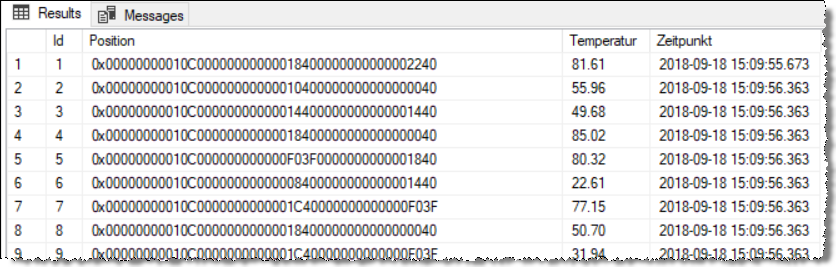 Results Messages
Id Position Temperatur Zeitpunkt
1 1 0x00000000010C00000000000018400000000000002240 81.61 2018-09-18 15:09:55.673
2 2 0x00000000010C00000000000010400000000000000040 55.96 2018-09-18 15:09:56.363
3 3 0x00000000010C00000000000014400000000000001440 49.68 2018-09-18 15:09:56.363
4 4 0x00000000010C00000000000018400000000000000040 85.02 2018-09-18 15:09:56.363
5 5 0x00000000010C000000000000F03F0000000000001840 80.32 2018-09-18 15:09:56.363
6 6 0x00000000010C00000000000008400000000000001440 22.61 2018-09-18 15:09:56.363
7 7 0x00000000010C0000000000001C40000000000000F03F 77.15 2018-09-18 15:09:56.363
8 8 0x00000000010C00000000000018400000000000000040 50.70 2018-09-18 15:09:56.363
9 9 0x00000000010C0000000000001C40000000000000F03F 31.94 2018-09-18 15:09:56.363